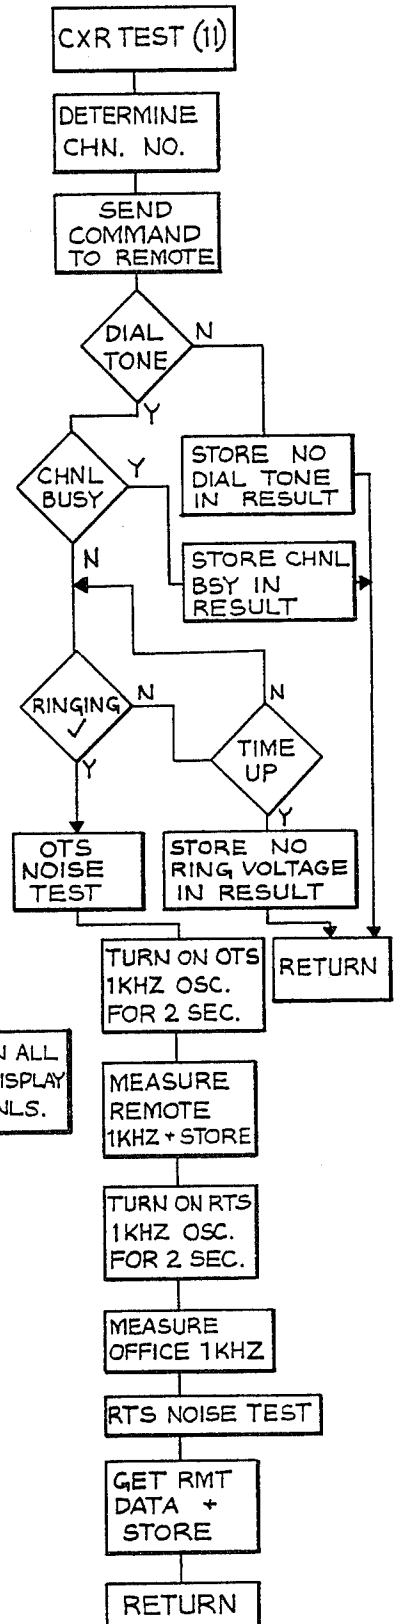 CXR TEST (11)
DETERMINE
CHN. NO.
SEND
COMMAND
TO REMOTE
DIAL
TONE
N
Y
CHNL
BUSY
Y
N
STORE NO
DIAL TONE
IN RESULT
STORE CHNL
BSY IN
RESULT
RINGING
✓
N
Y
TIME
UP
N
Y
OTS
NOISE
TEST
STORE NO
RING VOLTAGE
IN RESULT
RETURN
TURN ON OTS
1KHZ OSC.
FOR 2 SEC.
N ALL
ISPLAY
NLS.
MEASURE
REMOTE
1KHZ + STORE
TURN ON RTS
1KHZ OSC.
FOR 2 SEC.
MEASURE
OFFICE 1KHZ
RTS NOISE TEST
GET RMT
DATA +
STORE
RETURN